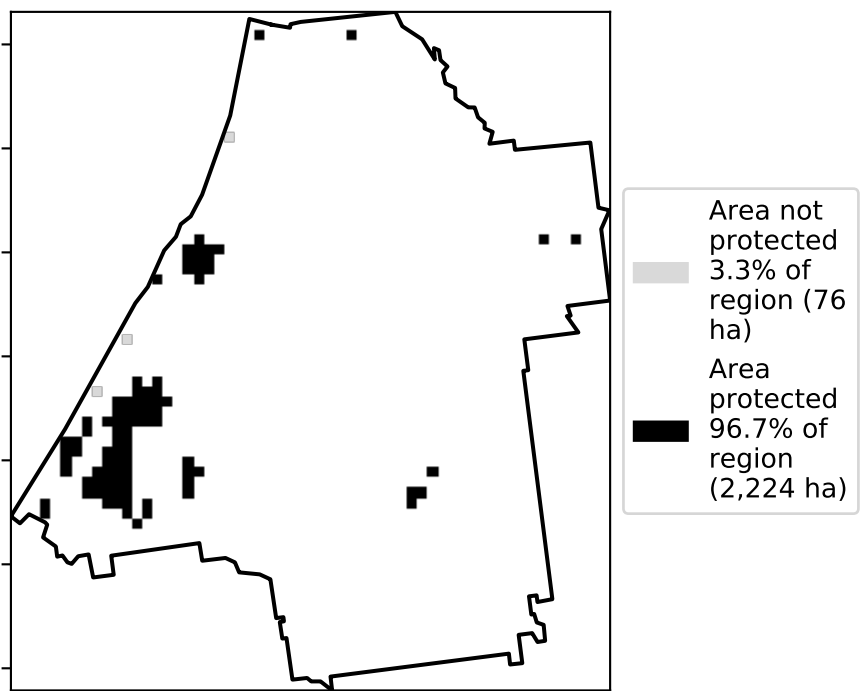 Area not
protected
3.3% of
region (76
ha)
Area
protected
96.7% of
region
(2,224 ha)